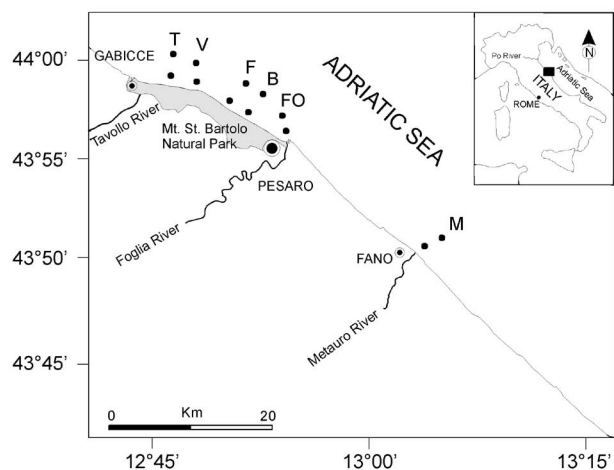 44°00'
43°55'
43°50'
43°45'
GABICCE
T
V
F
B
FO
ADRIATIC SEA
Tavollo River
Mt. St. Bartolo
Natural Park
PESARO
Foglia River
FANO
M
Metauro River
0 Km 20
12°45'
13°00'
13°15'
N
Po River
Adriatic Sea
ITALY
ROME